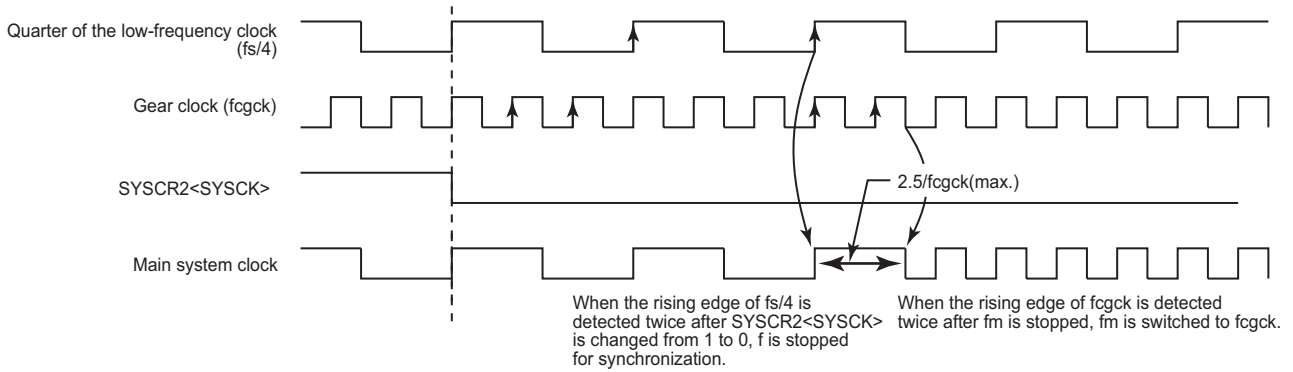 Quarter of the low-frequency clock
(fs/4)
Gear clock (fcgck)
SYSCR2<SYSCK>
2.5/fcgck(max.)
Main system clock
When the rising edge of fs/4 is
detected twice after SYSCR2<SYSCK>
is changed from 1 to 0, f is stopped
for synchronization.
When the rising edge of fcgck is detected
twice after fm is stopped, fm is switched to fcgck.